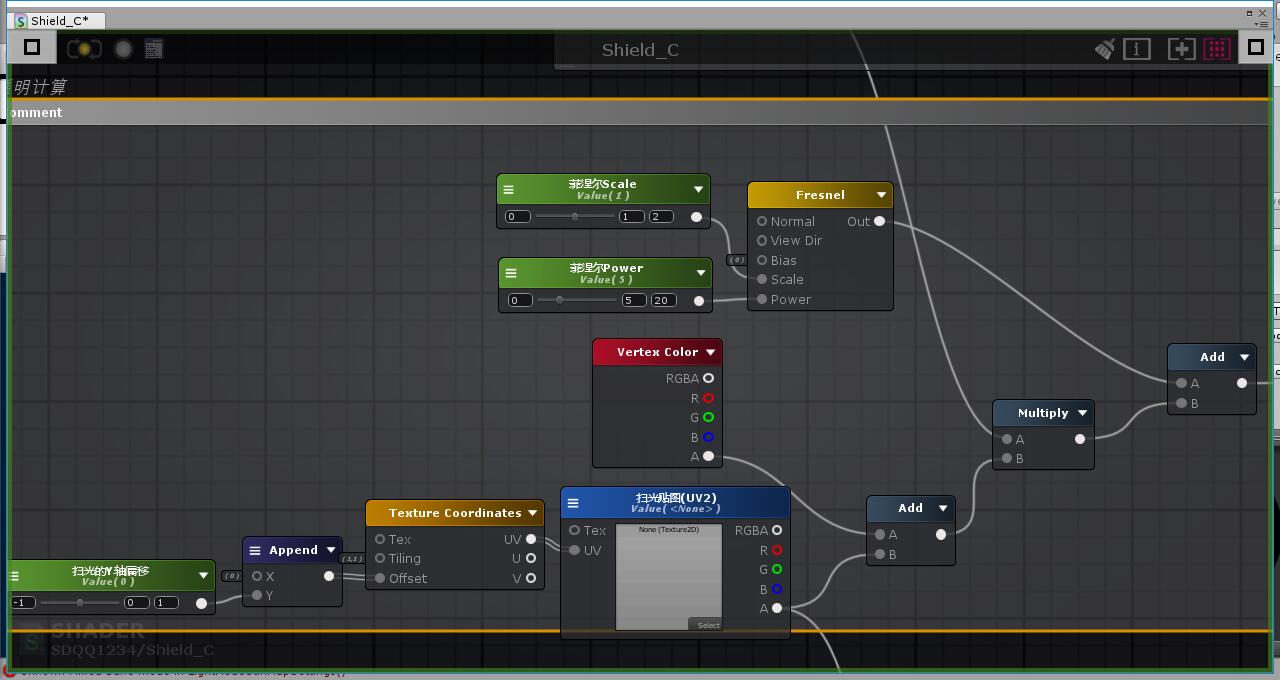 Shield_C*
Shield_C
明计算
omment
菲涅尔Scale
Value( 1 )
0 1 2
Fresnel
Normal Out
View Dir
( 0 ) Bias
Scale
Power
菲涅尔Power
Value( 5 )
0 5 20
Vertex Color
RGBA
R
G
B
A
Add
A
B
Multiply
A
B
Add
A
B
扫光贴图(UV2)
Value( <None> )
Tex RGBA
UV R
G
B
A
None (Texture2D)
Select
Texture Coordinates
Tex UV
( 1,1 ) Tiling U
Offset V
Append
( 0 ) X
Y
扫光的Y轴偏移
Value( 0 )
-1 0 1
SHADER
SDQQ1234/Shield_C